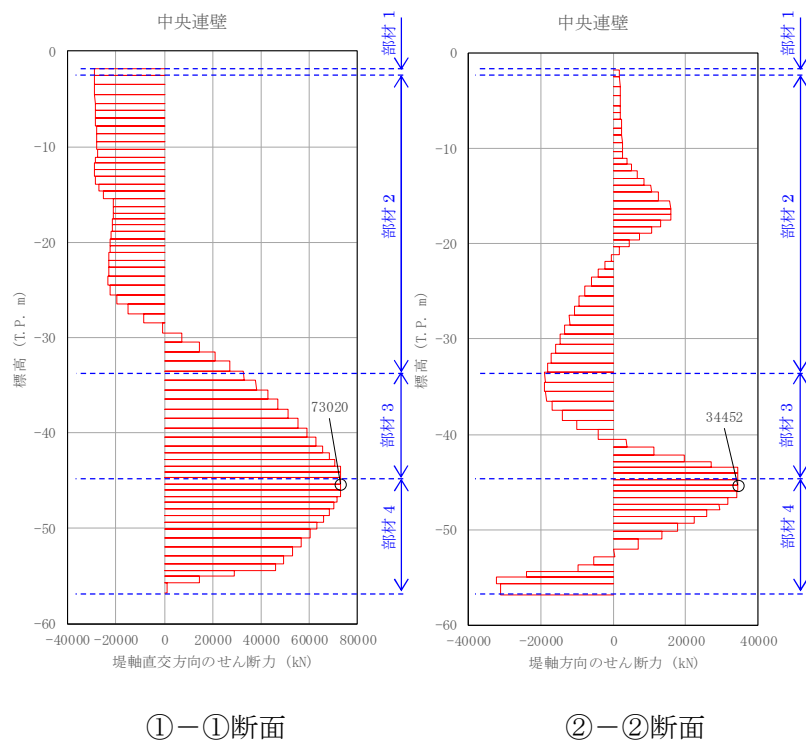 中央連壁
部材 1
0
-10
-20
-30
-40
-50
-60
標高 (T.P. m)
部材 2
部材 3
部材 4
73020
-40000 -20000 0 20000 40000 60000 80000
堤軸直交方向のせん断力 (kN)
①－①断面
中央連壁
部材 1
0
-10
-20
-30
-40
-50
-60
標高 (T.P. m)
部材 2
部材 3
部材 4
34452
-40000 -20000 0 20000 40000
堤軸方向のせん断力 (kN)
②－②断面